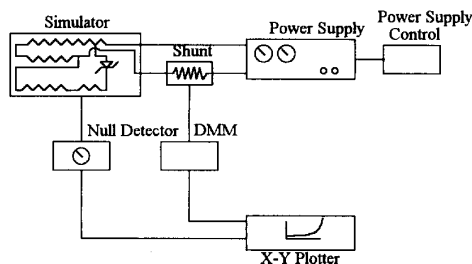 Simulator
Shunt
Power Supply
Power Supply
Control
Null Detector
DMM
X-Y Plotter